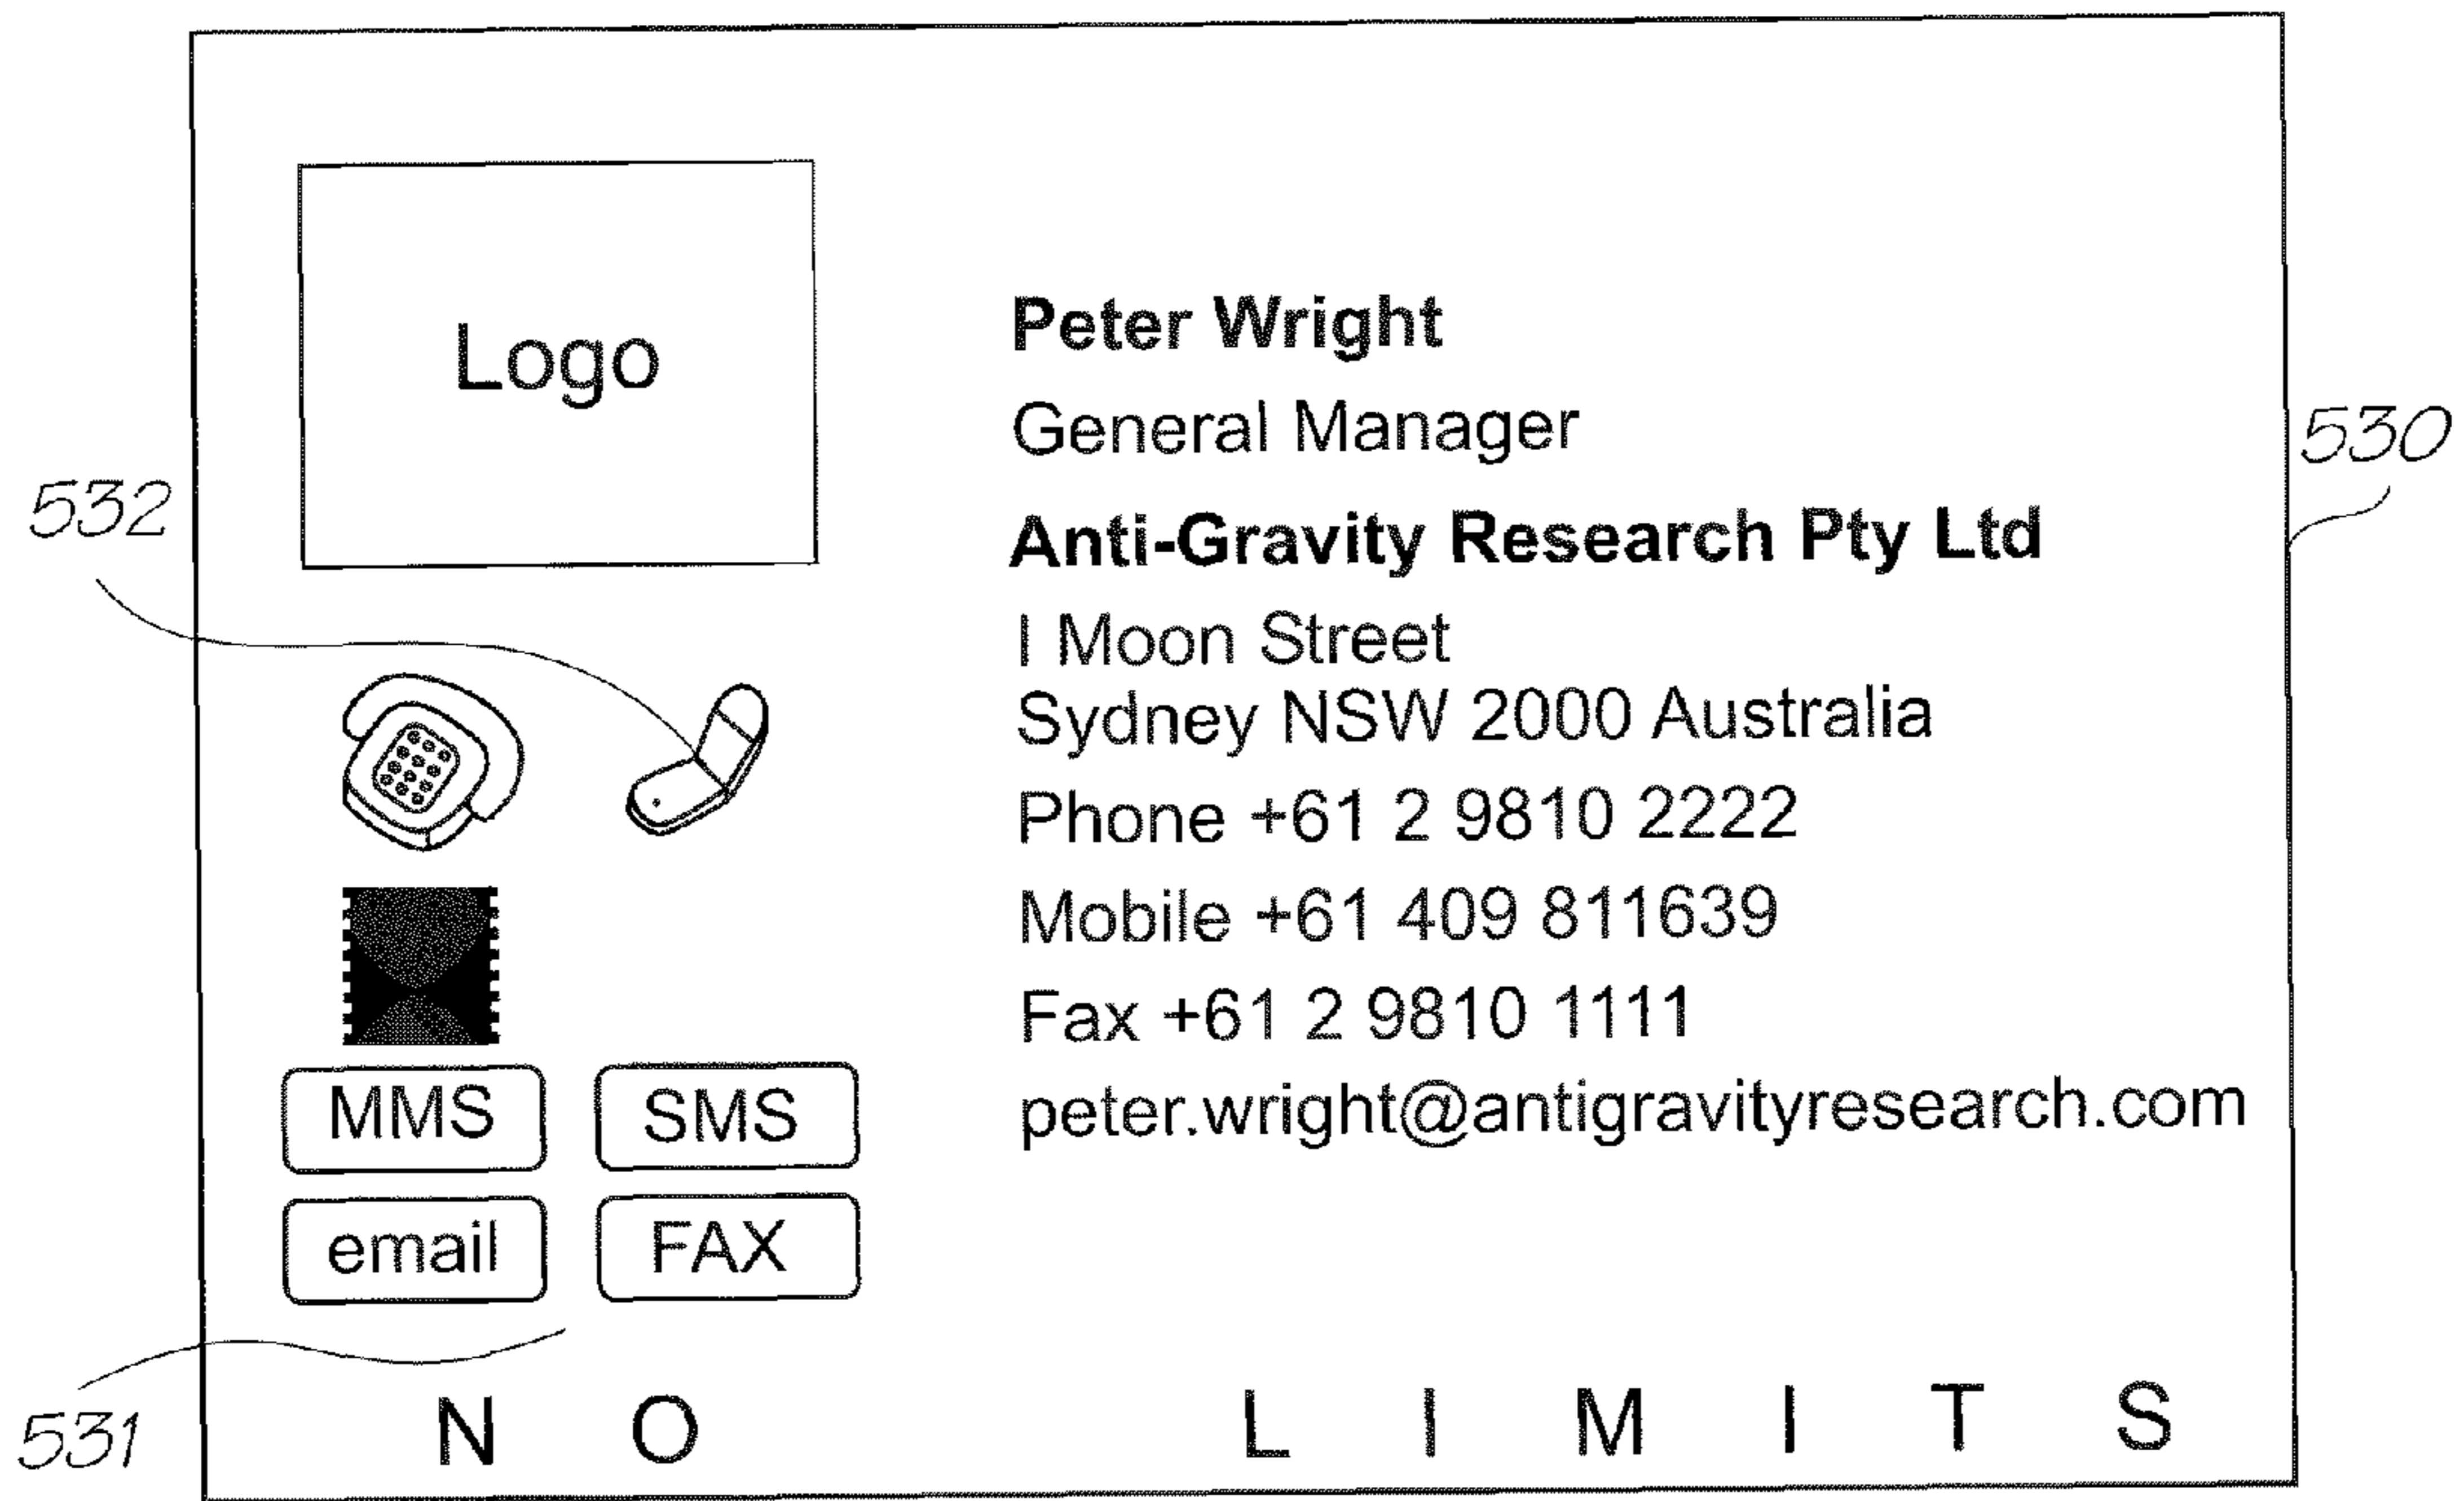 Logo
Peter Wright
General Manager
530
532
Anti-Gravity Research Pty Ltd
I Moon Street
Sydney NSW 2000 Australia
Phone +61 2 9810 2222
Mobile +61 409 811639
Fax +61 2 9810 1111
peter.wright@antigravityresearch.com
MMS SMS
email FAX
531
N O L I M I T S